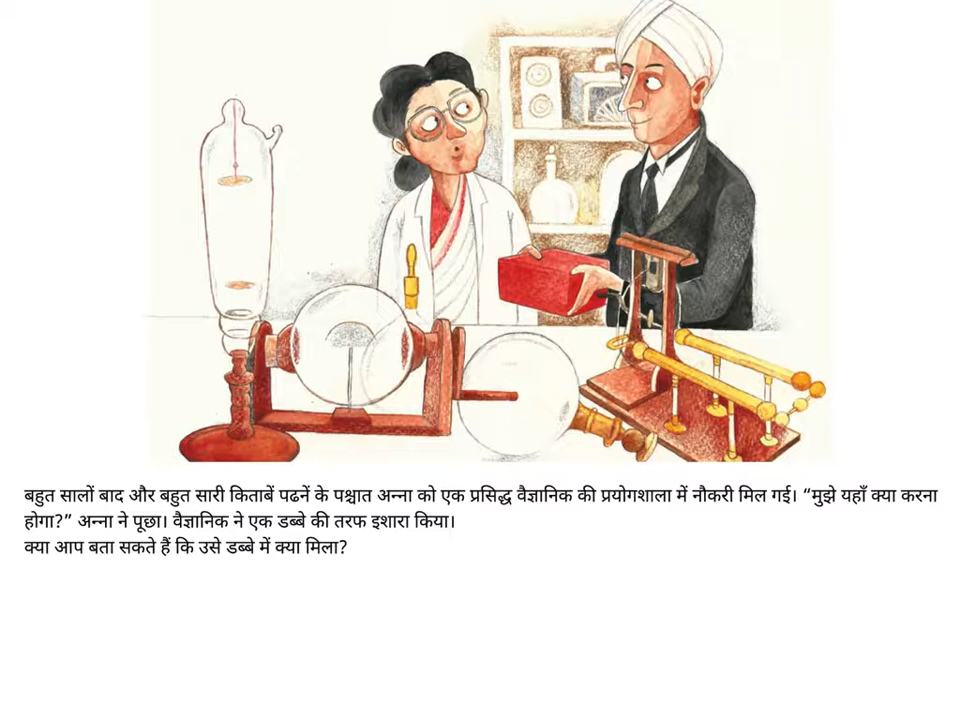 बहुत सालों बाद और बहुत सारी किताबें पढनें के पश्चात अन्ना को एक प्रसिद्ध वैज्ञानिक की प्रयोगशाला में नौकरी मिल गई। “मुझे यहाँ क्या करना
होगा?” अन्ना ने पूछा। वैज्ञानिक ने एक डब्बे की तरफ इशारा किया।
क्या आप बता सकते हैं कि उसे डब्बे में क्या मिला?